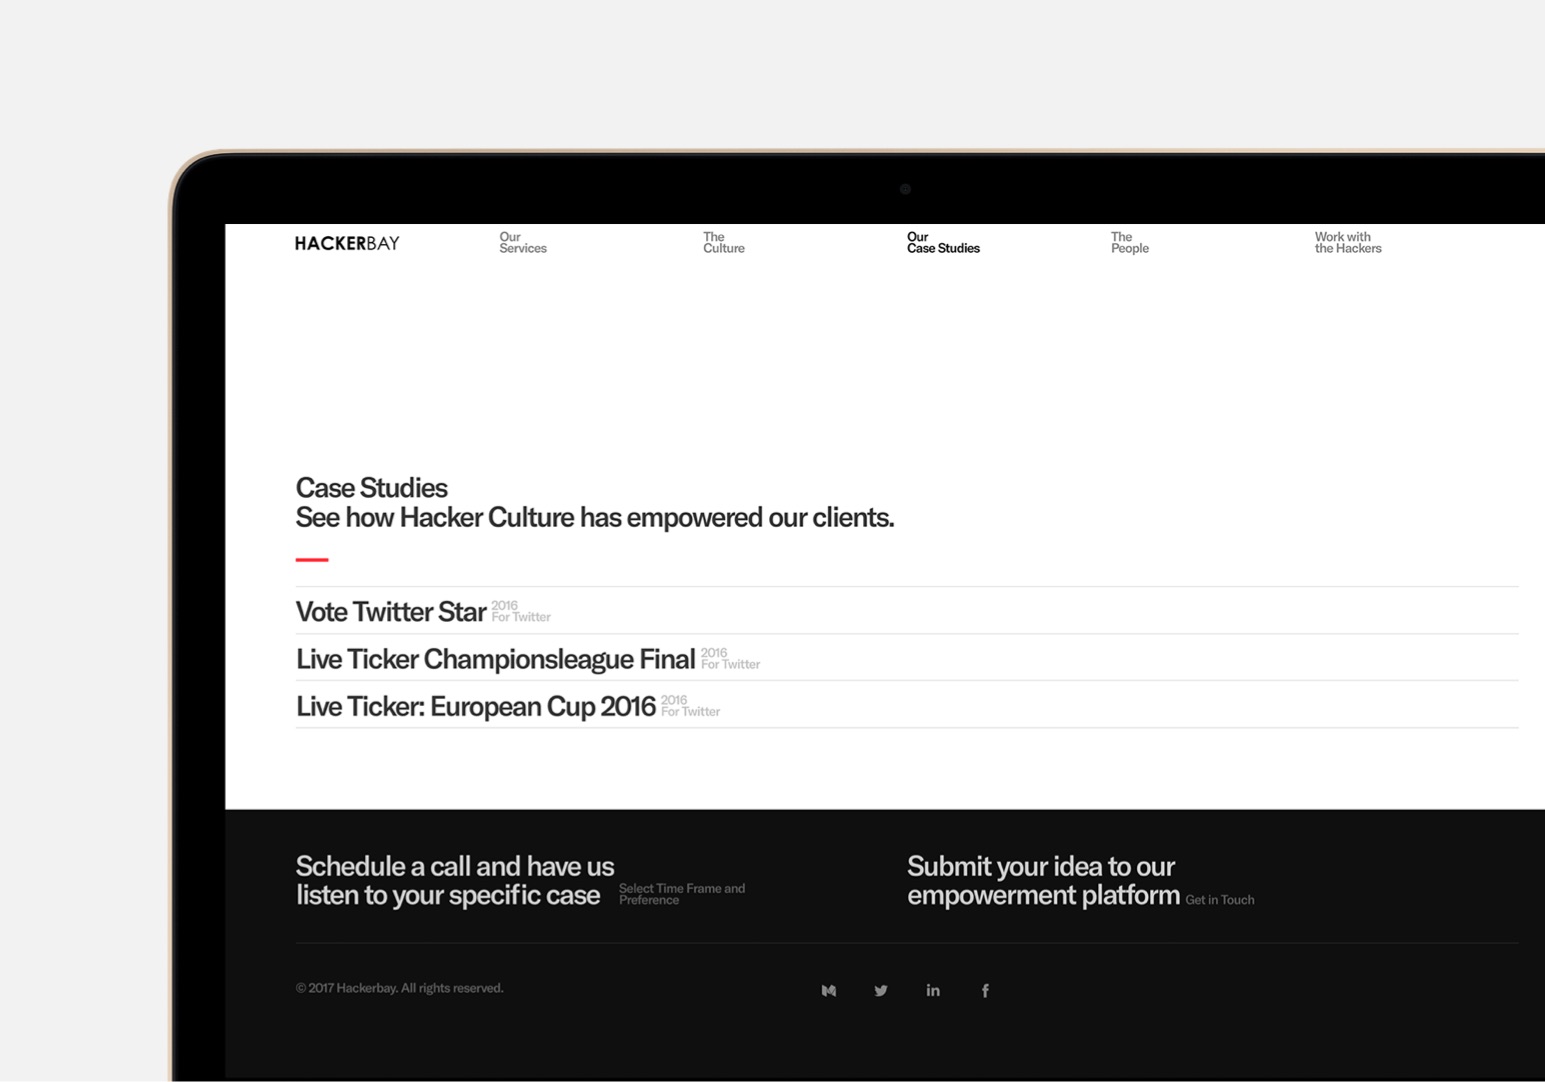 HACKERBAY
Our
Services
The
Culture
Our
Case Studies
The
People
Work with
the Hackers
Case Studies
See how Hacker Culture has empowered our clients.
Vote Twitter Star
2016
For Twitter
Live Ticker Championsleague Final
2016
For Twitter
Live Ticker: European Cup 2016
2016
For Twitter
Schedule a call and have us
listen to your specific case
Select Time Frame and
Preference
Submit your idea to our
empowerment platform
Get in Touch
© 2017 Hackerbay. All rights reserved.